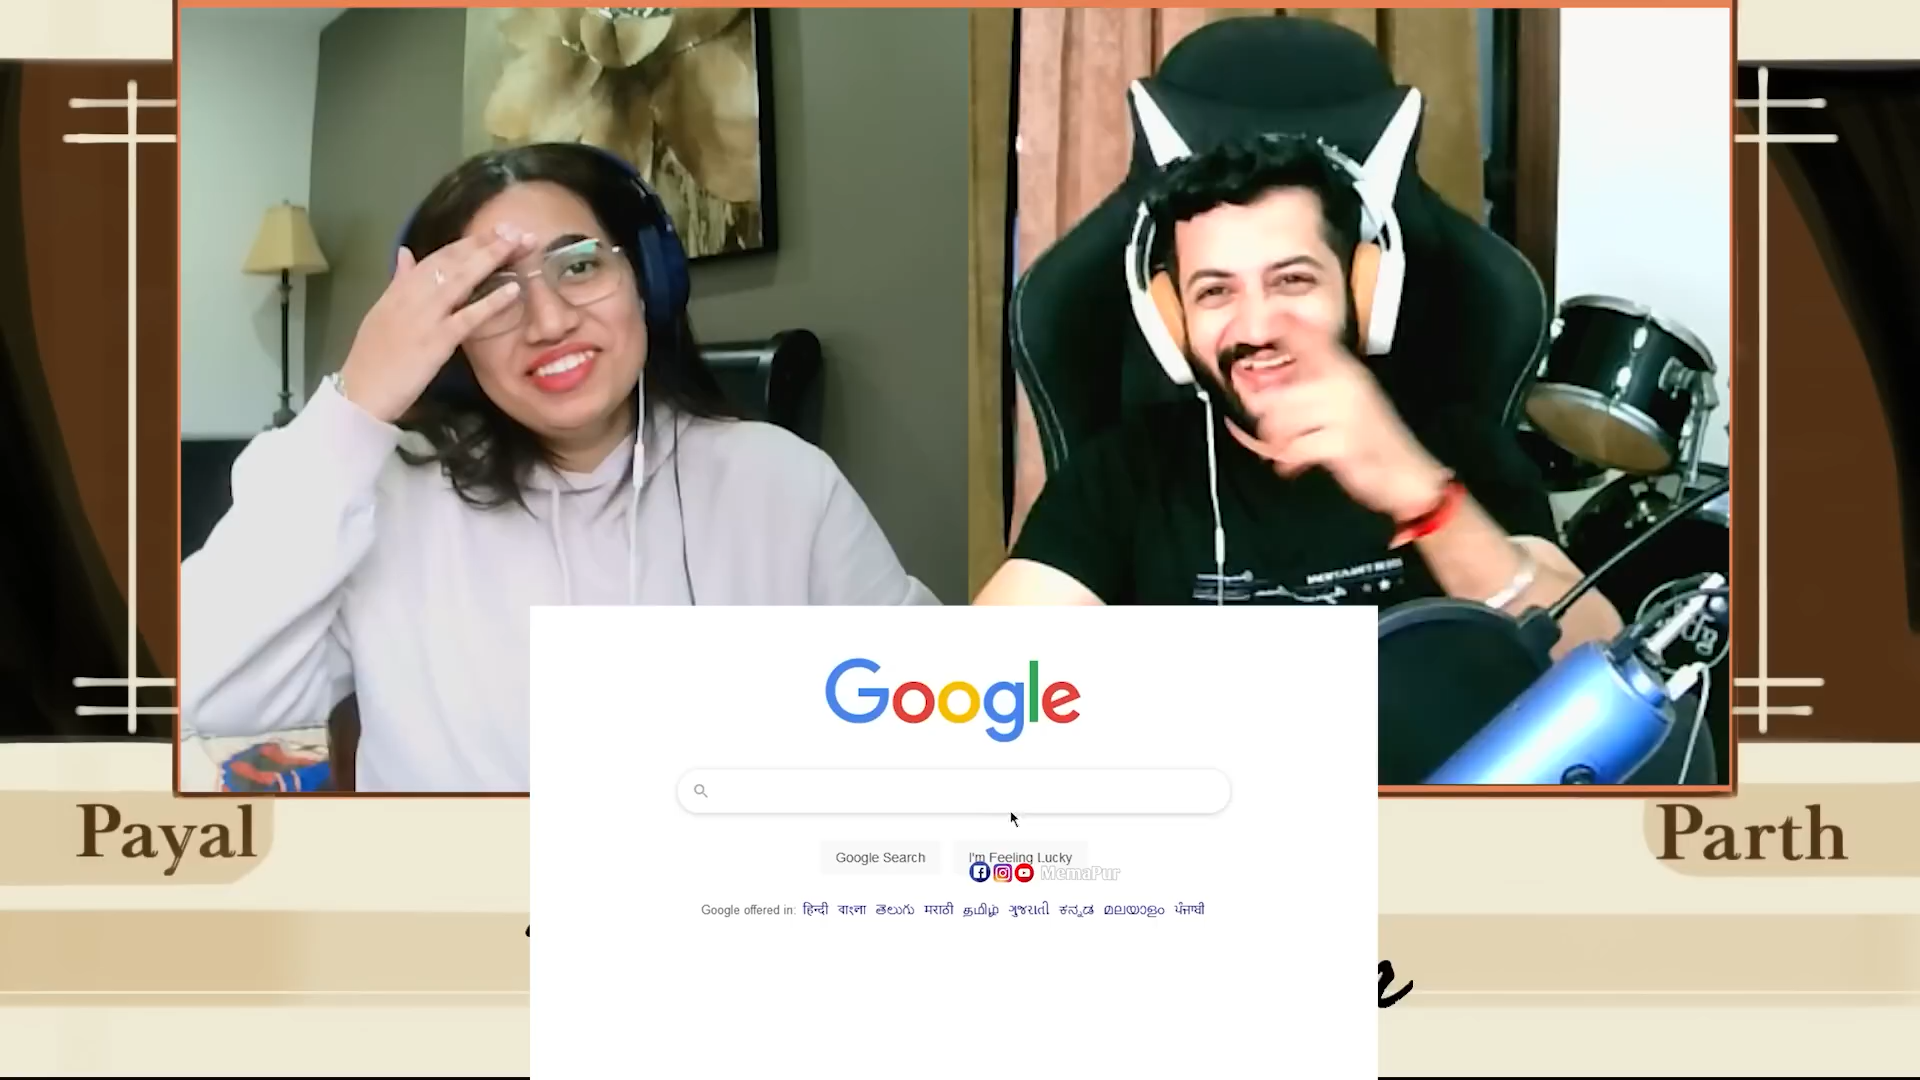 Google
Google Search
I'm Feeling Lucky
MemaPur
Google offered in: हिन्दी বাংলা తెలుగు मराठी தமிழ் ગુજરાતી ಕನ್ನಡ മലയാളം ਪੰਜਾਬੀ
Payal
Parth